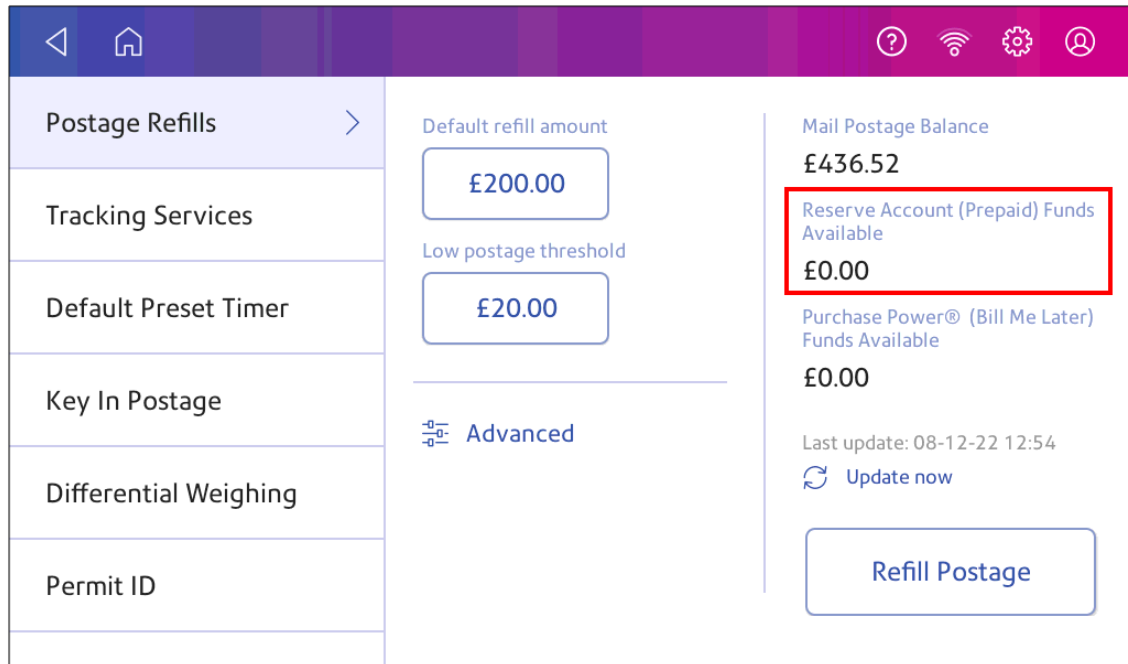 Postage Refills
Tracking Services
Default Preset Timer
Key In Postage
Differential Weighing
Permit ID
Default refill amount
£200.00
Low postage threshold
£20.00
Advanced
Mail Postage Balance
£436.52
Reserve Account (Prepaid) Funds
Available
£0.00
Purchase Power® (Bill Me Later)
Funds Available
£0.00
Last update: 08-12-22 12:54
Update now
Refill Postage